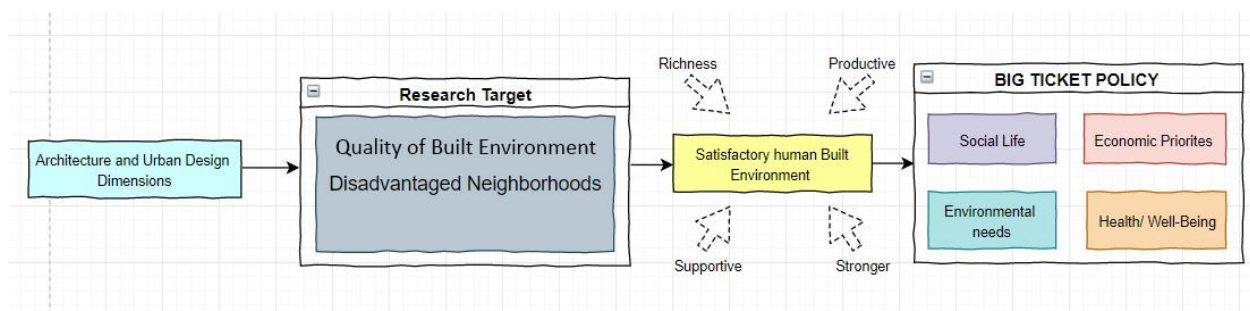 Architecture and Urban Design
Dimensions
Research Target
Quality of Built Environment
Disadvantaged Neighborhoods
Richness
Productive
Satisfactory human Built
Environment
Supportive
Stronger
BIG TICKET POLICY
Social Life
Economic Priorites
Environmental
needs
Health/ Well-Being